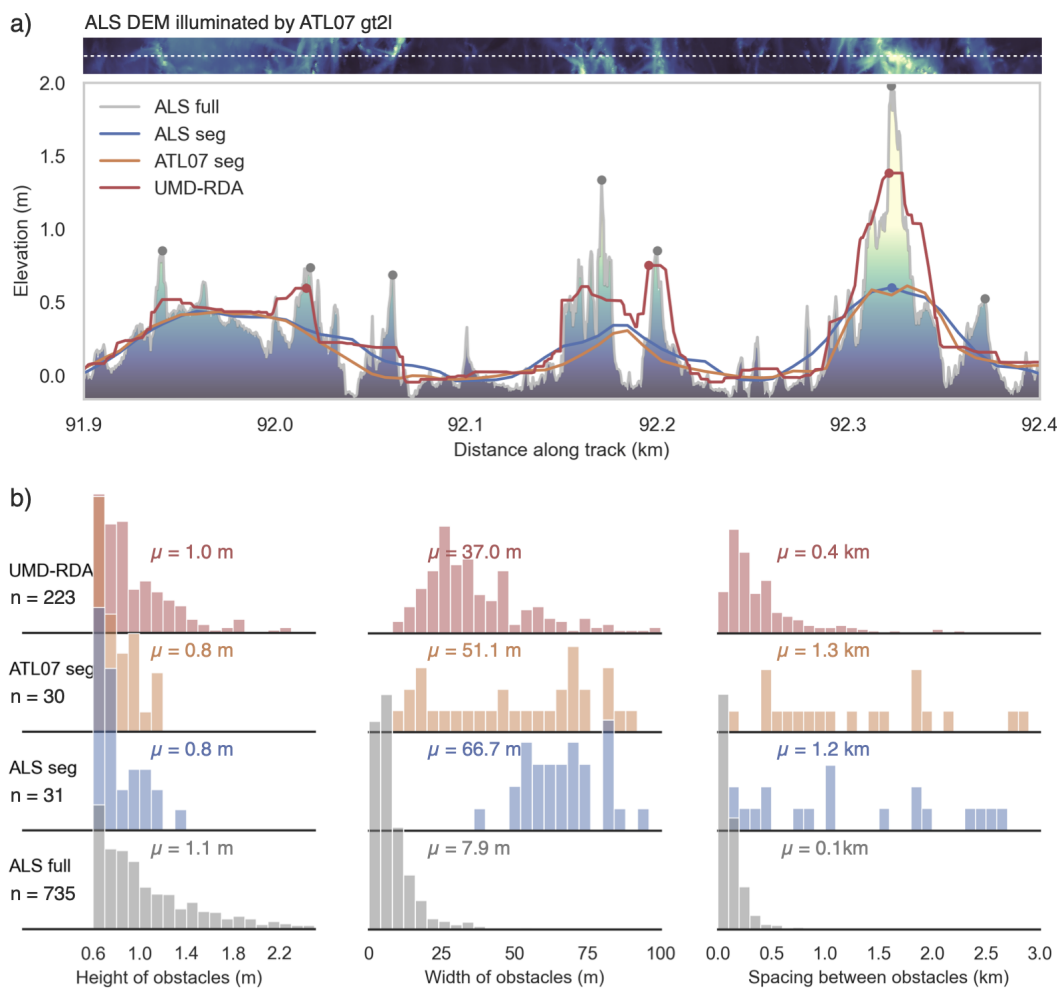 a)
ALS DEM illuminated by ATL07 gt2l
2.0
1.5
1.0
0.5
0.0
Elevation (m)
ALS full
ALS seg
ATL07 seg
UMD-RDA
91.9 92.0 92.1 92.2 92.3 92.4
Distance along track (km)
b)
UMD-RDA
n = 223
μ = 1.0 m
μ = 37.0 m
μ = 0.4 km
ATL07 seg
n = 30
μ = 0.8 m
μ = 51.1 m
μ = 1.3 km
ALS seg
n = 31
μ = 0.8 m
μ = 66.7 m
μ = 1.2 km
ALS full
n = 735
μ = 1.1 m
μ = 7.9 m
μ = 0.1km
0.6 1.0 1.4 1.8 2.2
Height of obstacles (m)
0 25 50 75 100
Width of obstacles (m)
0.0 0.5 1.0 1.5 2.0 2.5 3.0
Spacing between obstacles (km)